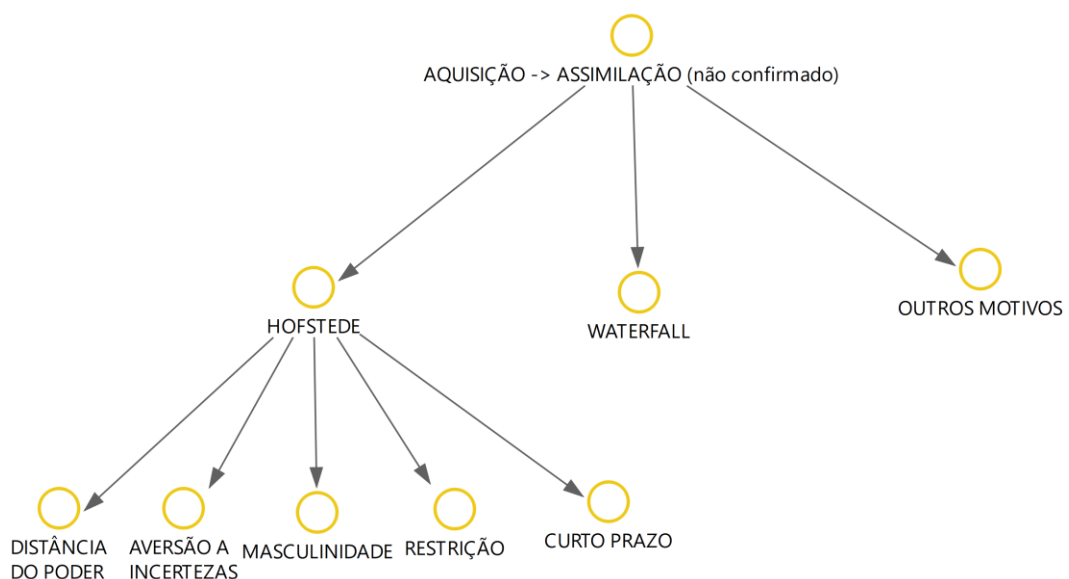 AQUISIÇÃO -> ASSIMILAÇÃO (não confirmado)
HOFSTEDE
WATERFALL
OUTROS MOTIVOS
DISTÂNCIA
DO PODER
AVERSÃO A
INCERTEZAS
MASCULINIDADE
RESTRIÇÃO
CURTO PRAZO